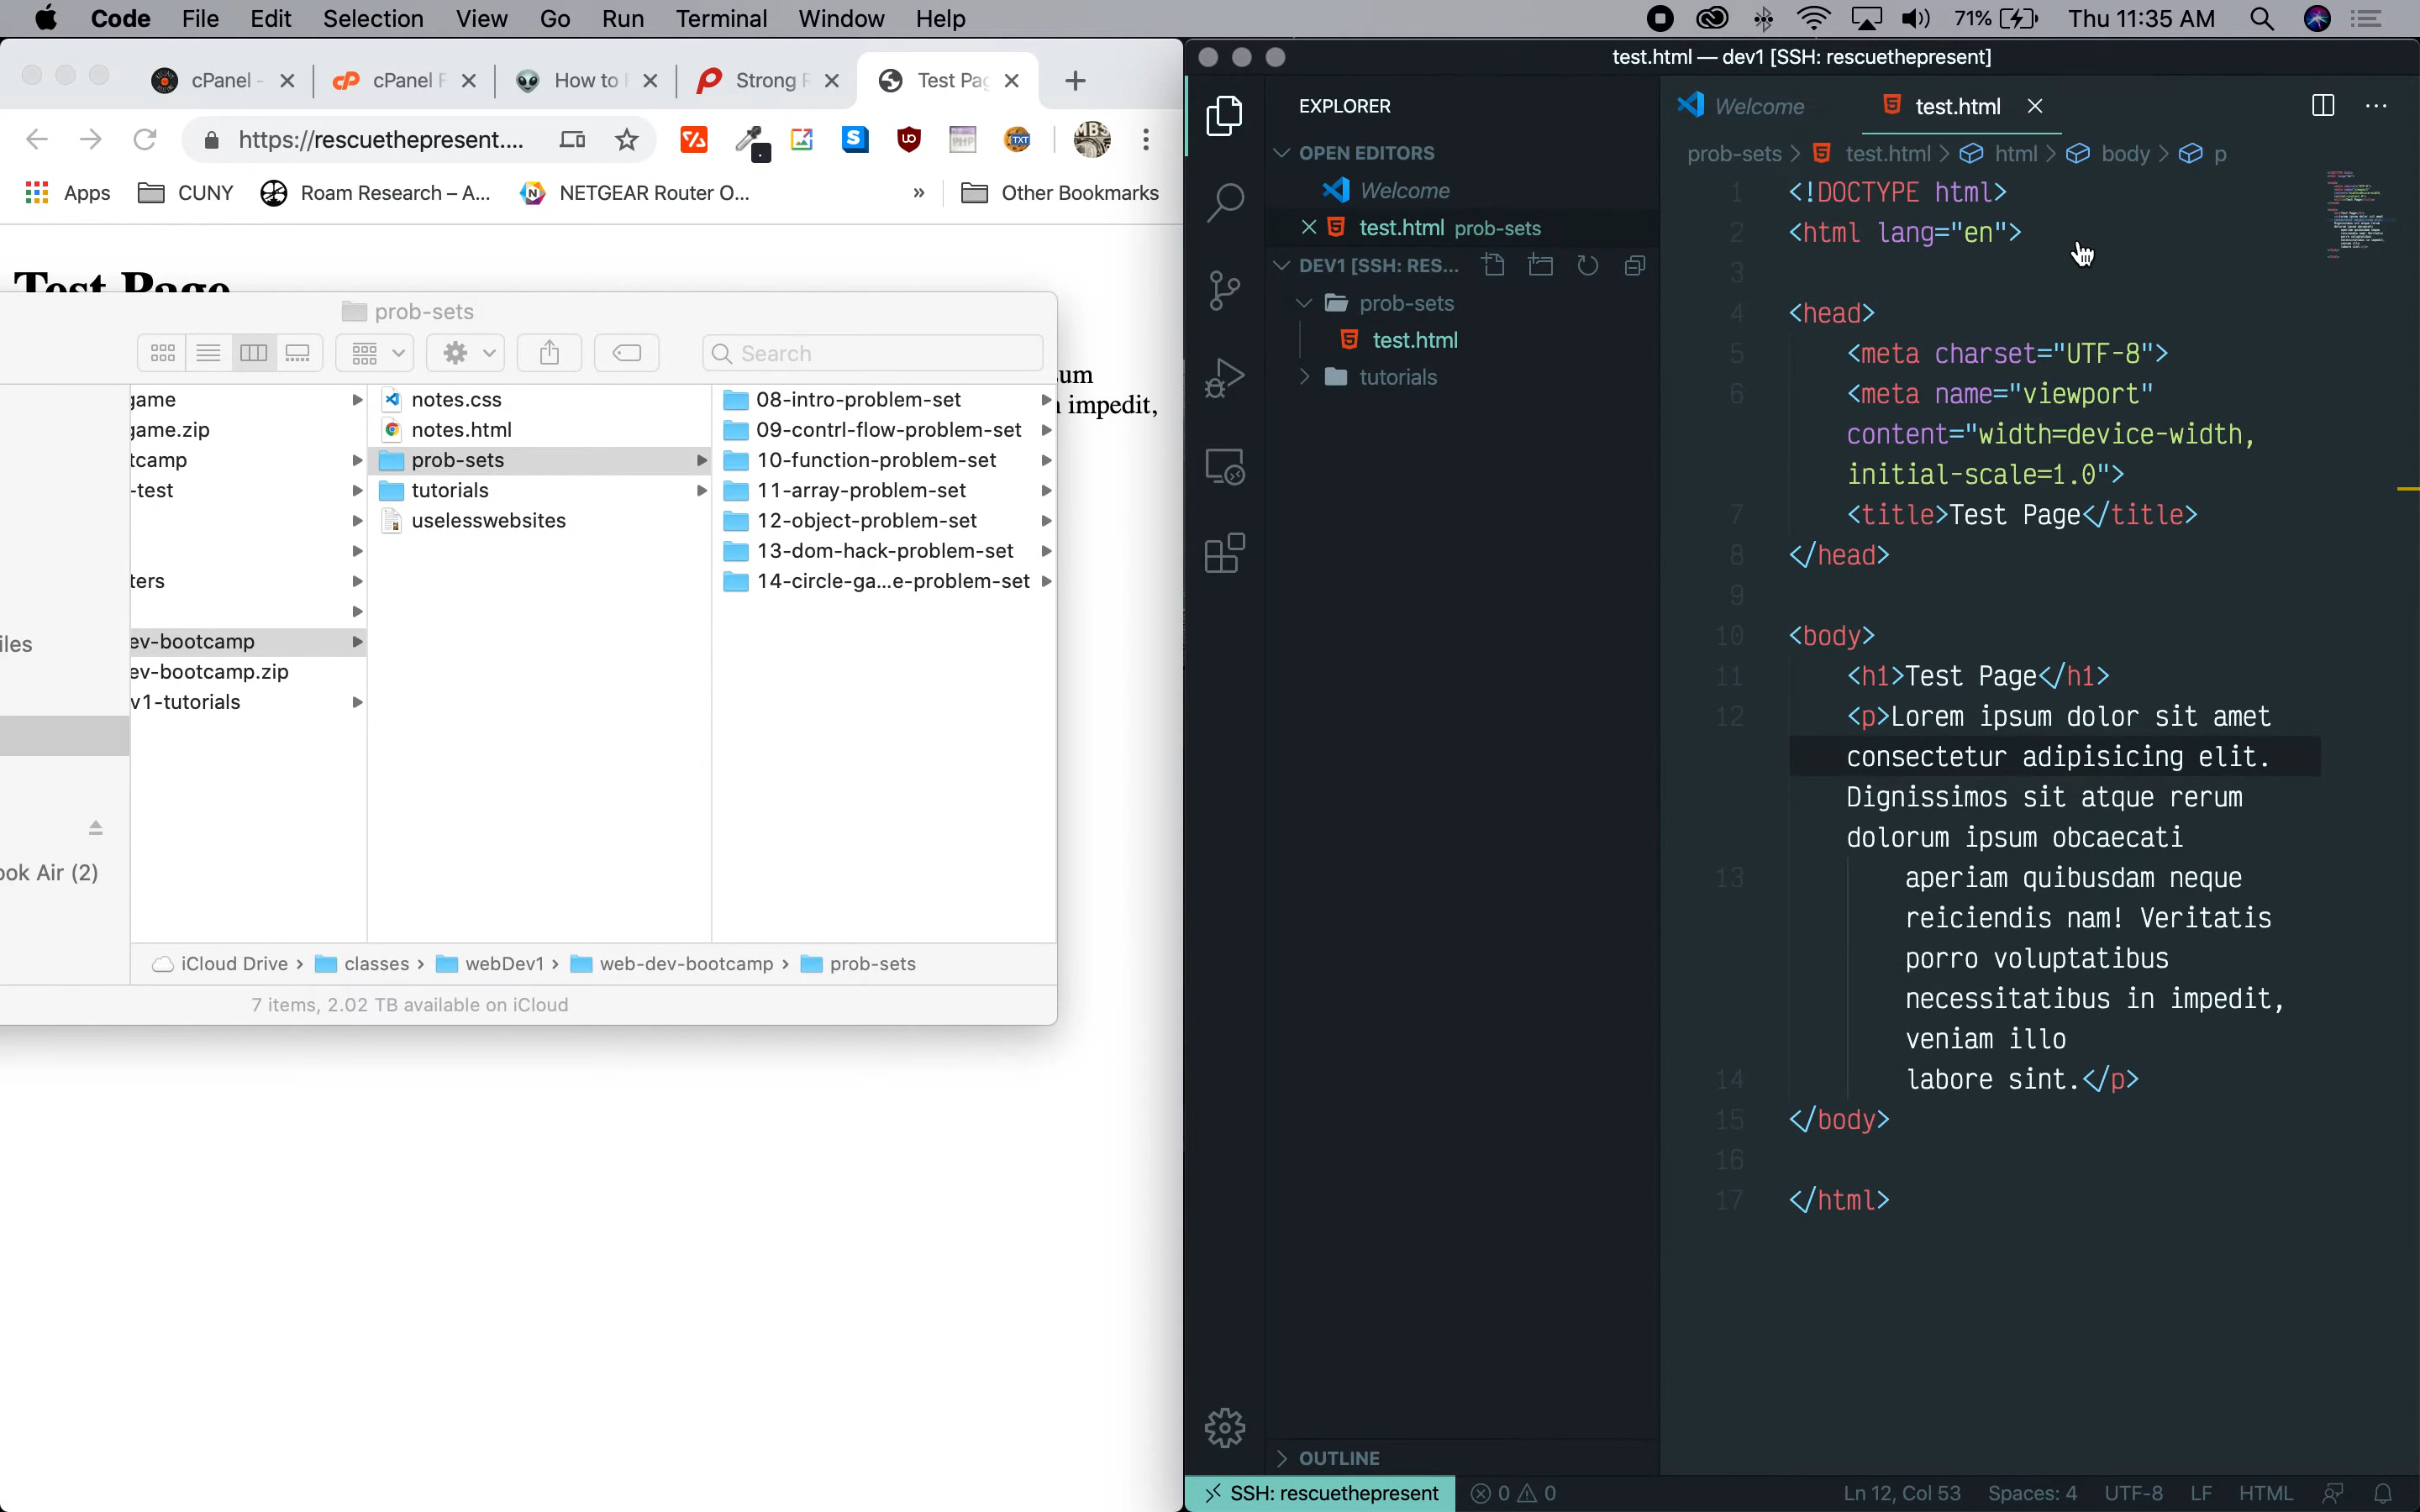 Code File Edit Selection View Go Run Terminal Window Help 71% Thu 11:35 AM
cPanel - cPanel F How to Strong F Test Pag
https://rescuethepresent....
Apps CUNY Roam Research – A... NETGEAR Router O... » Other Bookmarks
Test Page
um
impedit,
prob-sets
Search
game
game.zip
tcamp
-test
ters
ev-bootcamp
ev-bootcamp.zip
v1-tutorials
iles
ook Air (2)
notes.css
notes.html
prob-sets
tutorials
uselesswebsites
08-intro-problem-set
09-contrl-flow-problem-set
10-function-problem-set
11-array-problem-set
12-object-problem-set
13-dom-hack-problem-set
14-circle-ga...e-problem-set
iCloud Drive › classes › webDev1 › web-dev-bootcamp › prob-sets
7 items, 2.02 TB available on iCloud
test.html — dev1 [SSH: rescuethepresent]
EXPLORER
OPEN EDITORS
Welcome
test.html prob-sets
DEV1 [SSH: RES...
prob-sets
test.html
tutorials
OUTLINE
Welcome test.html
prob-sets > test.html > html > body > p
1 <!DOCTYPE html>
2 <html lang="en">
3
4 <head>
5 <meta charset="UTF-8">
6 <meta name="viewport"
content="width=device-width,
initial-scale=1.0">
7 <title>Test Page</title>
8 </head>
9
10 <body>
11 <h1>Test Page</h1>
12 <p>Lorem ipsum dolor sit amet
consectetur adipisicing elit.
Dignissimos sit atque rerum
dolorum ipsum obcaecati
13 aperiam quibusdam neque
reiciendis nam! Veritatis
porro voluptatibus
necessitatibus in impedit,
veniam illo
14 labore sint.</p>
15 </body>
16
17 </html>
SSH: rescuethepresent 0 0 Ln 12, Col 53 Spaces: 4 UTF-8 LF HTML